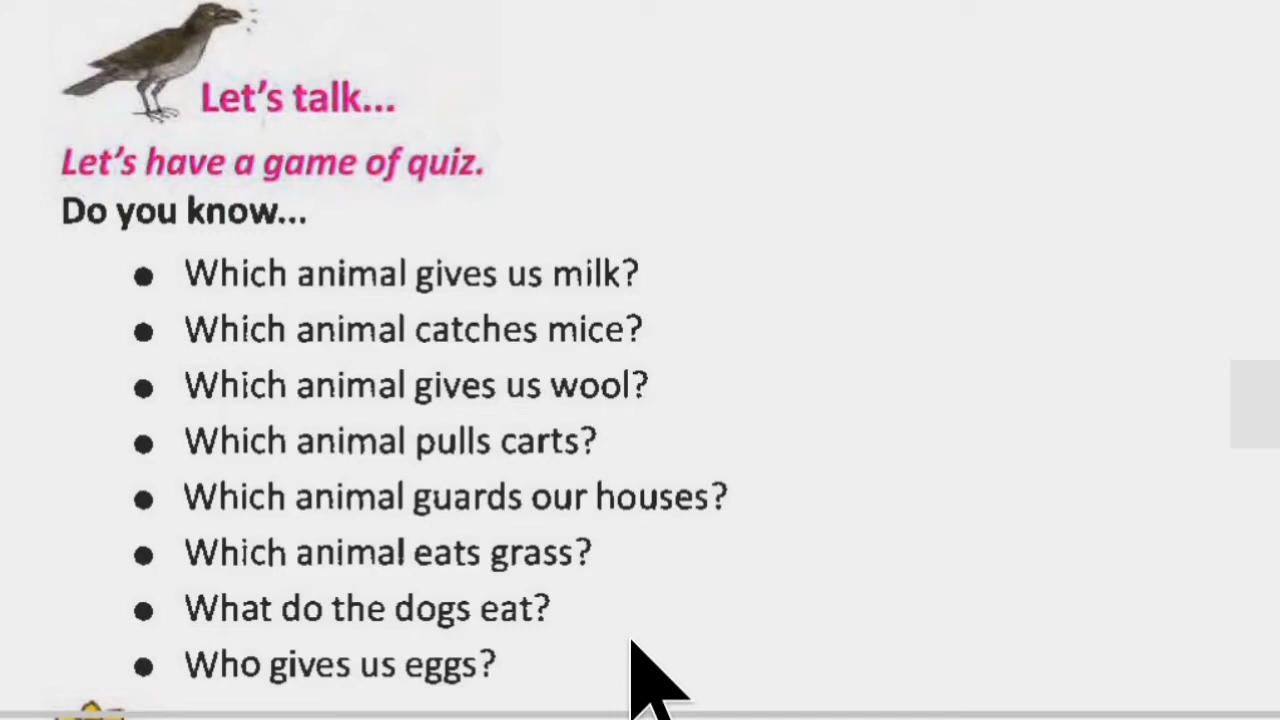 Let's talk...
Let's have a game of quiz.
Do you know...
● Which animal gives us milk?
● Which animal catches mice?
● Which animal gives us wool?
● Which animal pulls carts?
● Which animal guards our houses?
● Which animal eats grass?
● What do the dogs eat?
● Who gives us eggs?